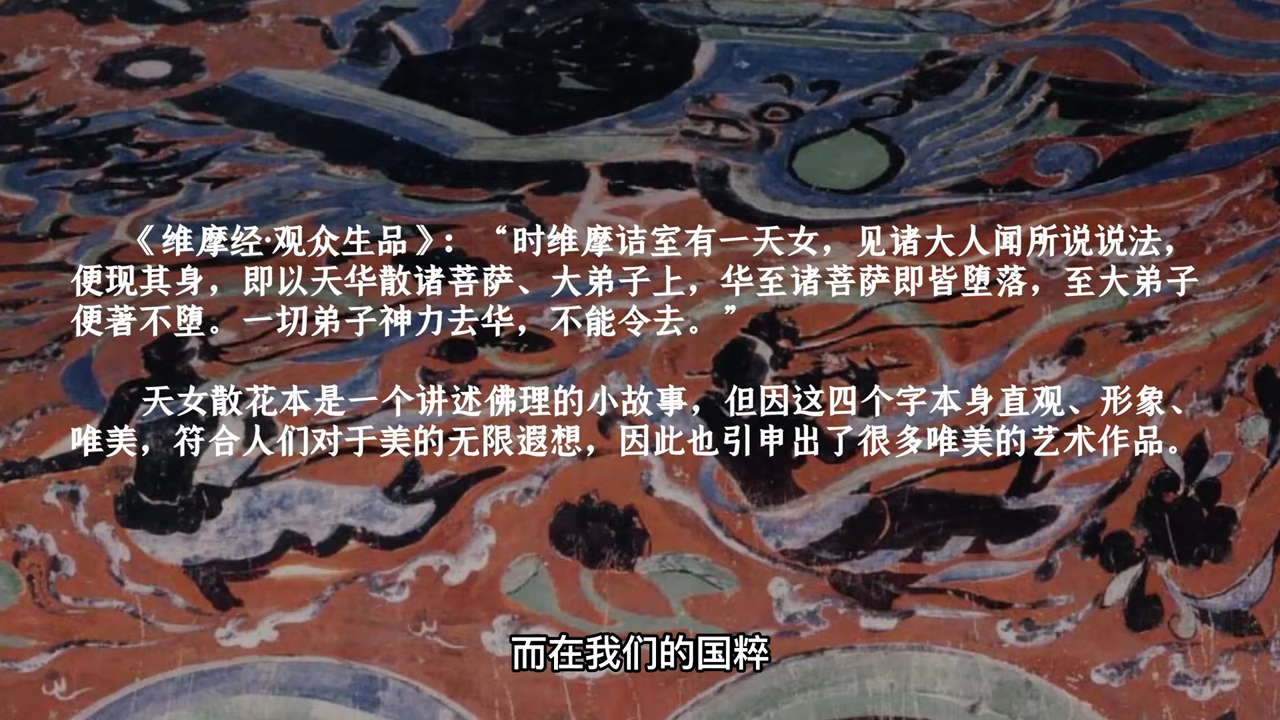 《维摩经·观众生品》：“时维摩诘室有一天女，见诸大人闻所说说法，
便现其身，即以天华散诸菩萨、大弟子上，华至诸菩萨即皆堕落，至大弟子
便著不堕。一切弟子神力去华，不能令去。”
天女散花本是一个讲述佛理的小故事，但因这四个字本身直观、形象、
唯美，符合人们对于美的无限遐想，因此也引申出了很多唯美的艺术作品。
而在我们的国粹